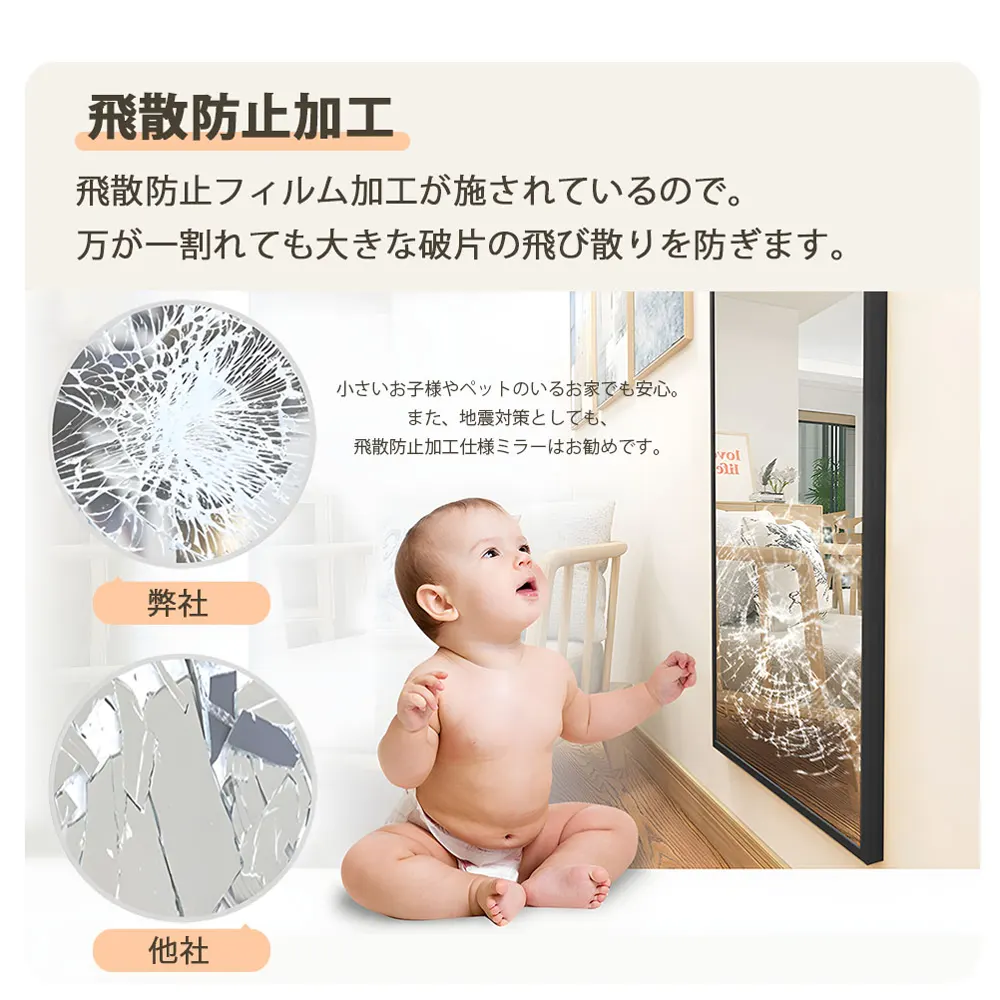 飛散防止加工
飛散防止フィルム加工が施されているので。
万が一割れても大きな破片の飛び散りを防ぎます。
小さいお子様やペットのいるお家でも安心。
また、地震対策としても、
飛散防止加工仕様ミラーはお勧めです。
love
life!
弊社
他社